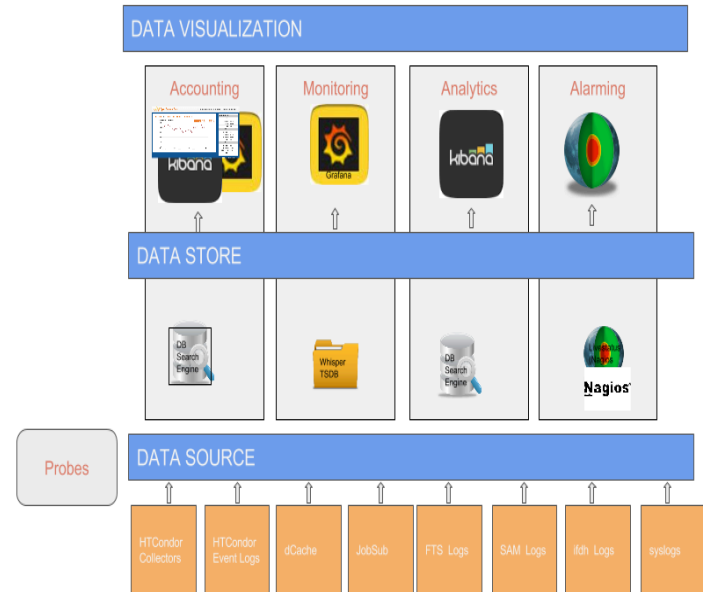 DATA VISUALIZATION
Accounting
Monitoring
Analytics
Alarming
kibana
Grafana
kibana
DATA STORE
DB
Search
Engine
Whisper
TSDB
DB
Search
Engine
Nagios
DATA SOURCE
Probes
HTCondor
Collectors
HTCondor
Event Logs
dCache
JobSub
FTS Logs
SAM Logs
ifdh Logs
syslogs